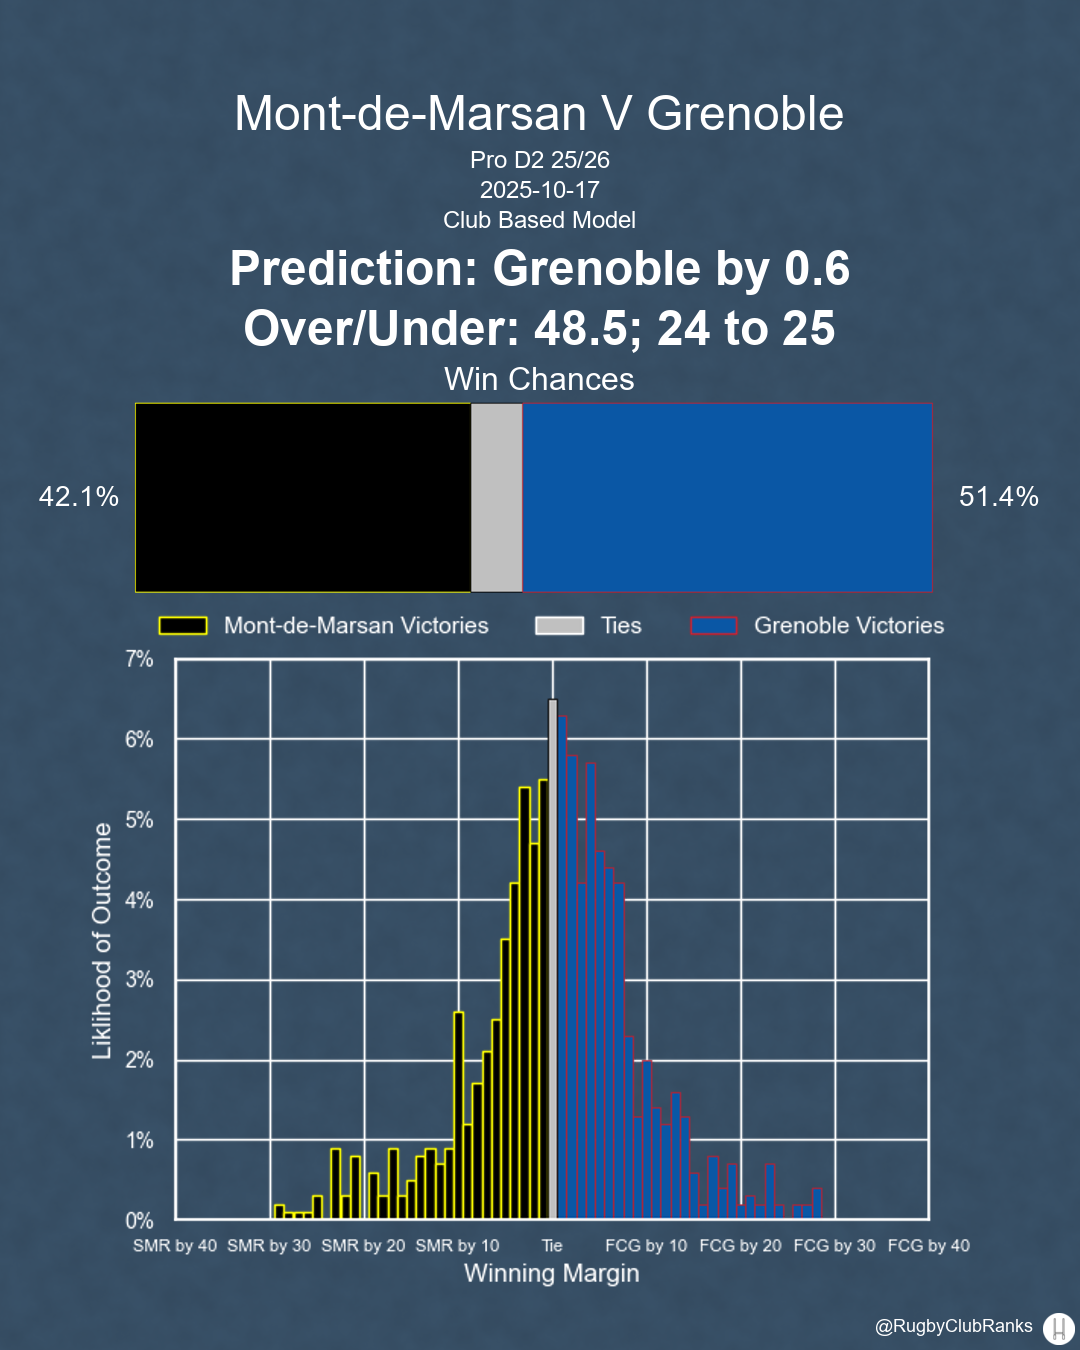 Mont-de-Marsan V Grenoble
Pro D2 25/26
2025-10-17
Club Based Model
Prediction: Grenoble by 0.6
Over/Under: 48.5; 24 to 25
Win Chances
42.1%
51.4%
Mont-de-Marsan Victories Ties Grenoble Victories
7%
6%
5%
4%
3%
2%
1%
0%
Liklihood of Outcome
SMR by 40 SMR by 30 SMR by 20 SMR by 10 Tie FCG by 10 FCG by 20 FCG by 30 FCG by 40
Winning Margin
@RugbyClubRanks